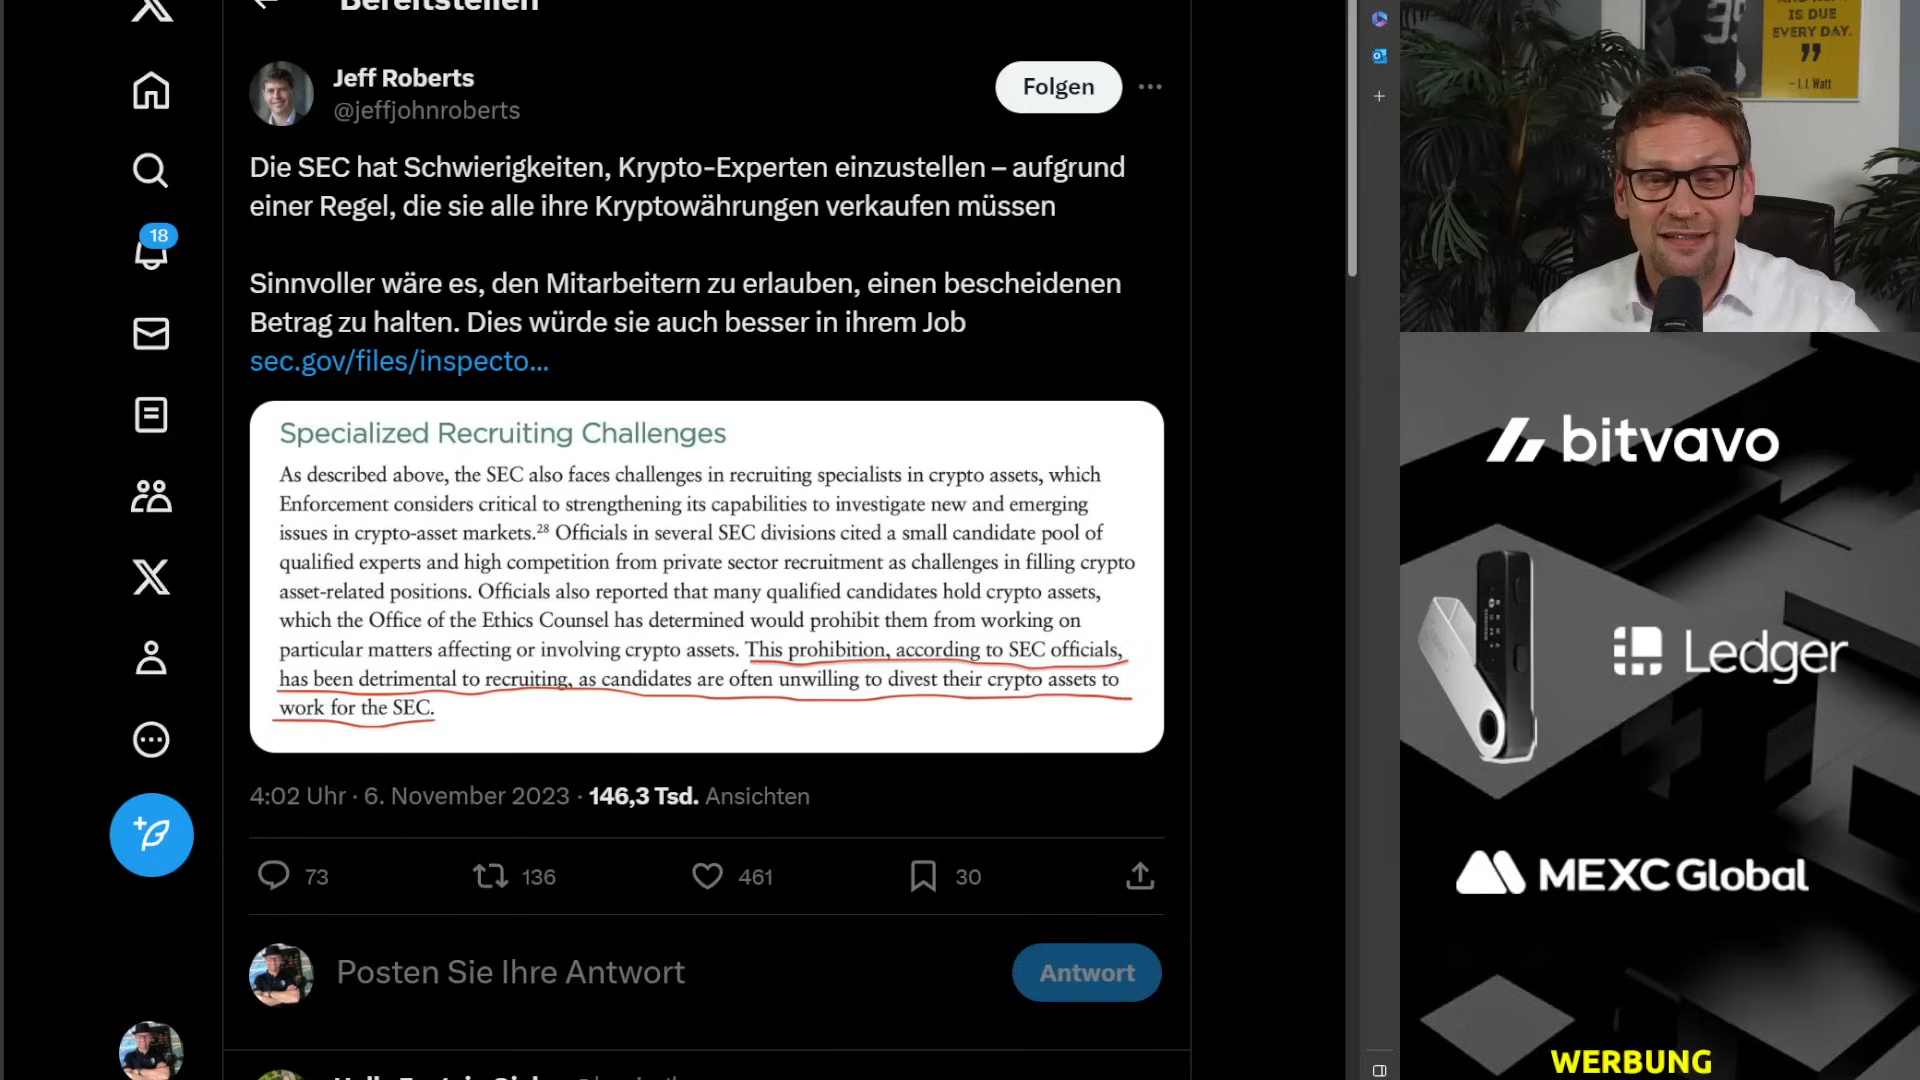 Bereitstellen
Jeff Roberts
@jeffjohnroberts
Folgen
18
Die SEC hat Schwierigkeiten, Krypto-Experten einzustellen – aufgrund
einer Regel, die sie alle ihre Kryptowährungen verkaufen müssen
Sinnvoller wäre es, den Mitarbeitern zu erlauben, einen bescheidenen
Betrag zu halten. Dies würde sie auch besser in ihrem Job
sec.gov/files/inspecto...
Specialized Recruiting Challenges
As described above, the SEC also faces challenges in recruiting specialists in crypto assets, which
Enforcement considers critical to strengthening its capabilities to investigate new and emerging
issues in crypto-asset markets.²⁸ Officials in several SEC divisions cited a small candidate pool of
qualified experts and high competition from private sector recruitment as challenges in filling crypto
asset-related positions. Officials also reported that many qualified candidates hold crypto assets,
which the Office of the Ethics Counsel has determined would prohibit them from working on
particular matters affecting or involving crypto assets. This prohibition, according to SEC officials,
has been detrimental to recruiting, as candidates are often unwilling to divest their crypto assets to
work for the SEC.
4:02 Uhr · 6. November 2023 · 146,3 Tsd. Ansichten
73
136
461
30
Posten Sie Ihre Antwort
Antwort
35
IS DUE
EVERY DAY.
”
– J.J. Watt
bitvavo
Ledger
MEXC Global
WERBUNG